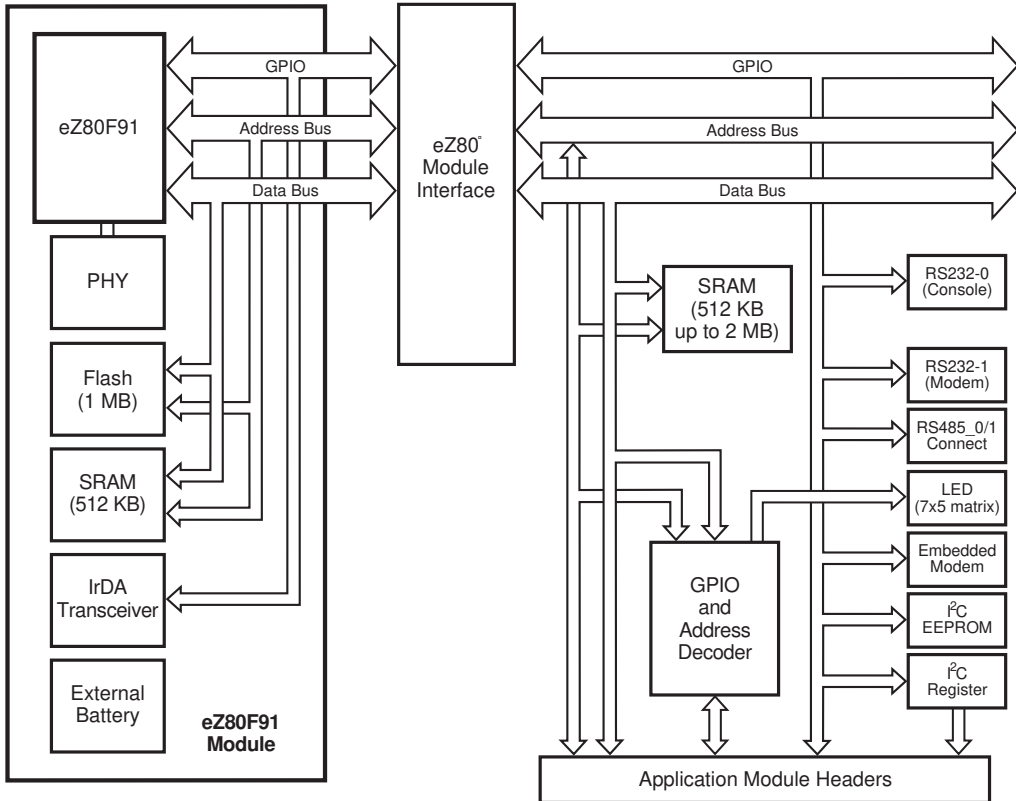 eZ80F91
PHY
Flash
(1 MB)
SRAM
(512 KB)
IrDA
Transceiver
External
Battery
eZ80F91
Module
GPIO
Address Bus
Data Bus
eZ80®
Module
Interface
GPIO
Address Bus
Data Bus
SRAM
(512 KB
up to 2 MB)
GPIO
and
Address
Decoder
RS232-0
(Console)
RS232-1
(Modem)
RS485_0/1
Connect
LED
(7x5 matrix)
Embedded
Modem
I²C
EEPROM
I²C
Register
Application Module Headers